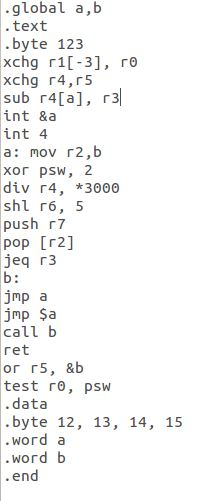 .global a,b
.text
.byte 123
xchg r1[-3], r0
xchg r4,r5
sub r4[a], r3
int &a
int 4
a: mov r2,b
xor psw, 2
div r4, *3000
shl r6, 5
push r7
pop [r2]
jeq r3
b:
jmp a
jmp $a
call b
ret
or r5, &b
test r0, psw
.data
.byte 12, 13, 14, 15
.word a
.word b
.end